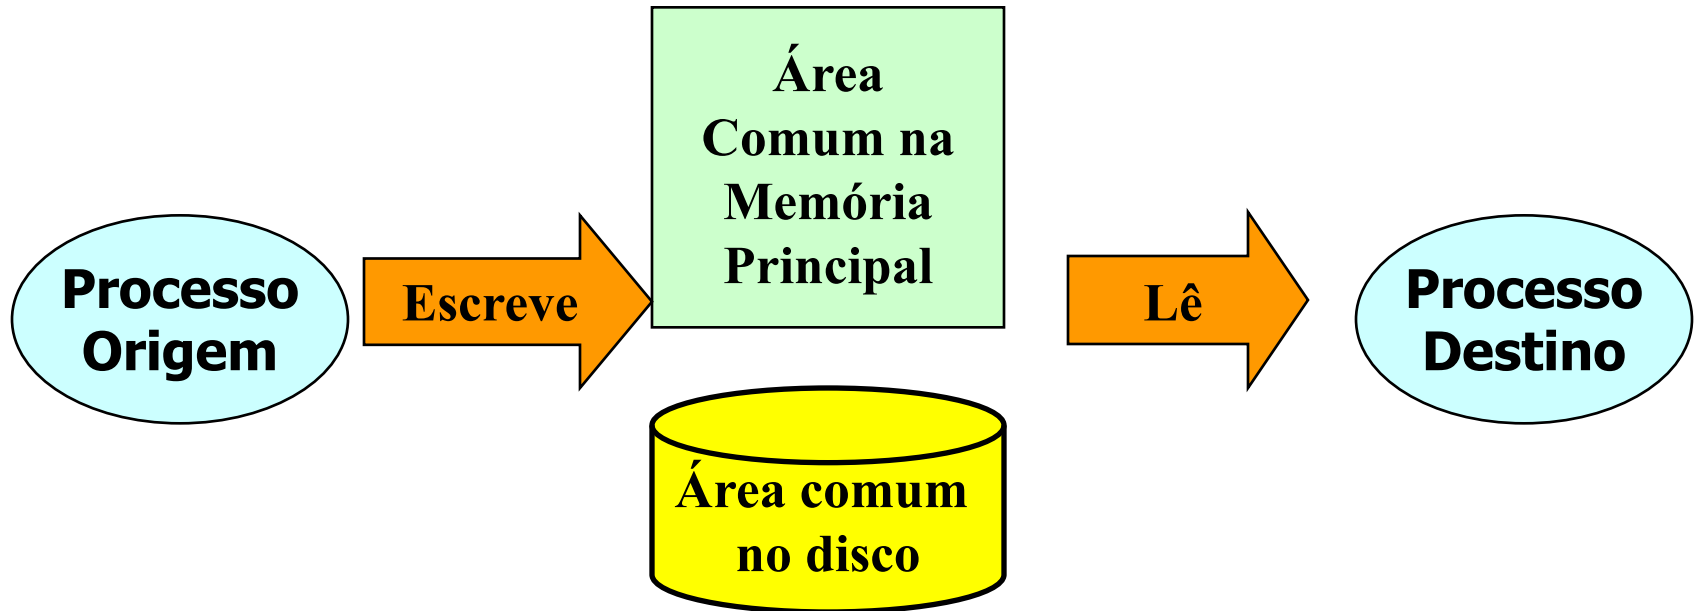 Processo
Origem
Escreve
Área
Comum na
Memória
Principal
Área comum
no disco
Lê
Processo
Destino